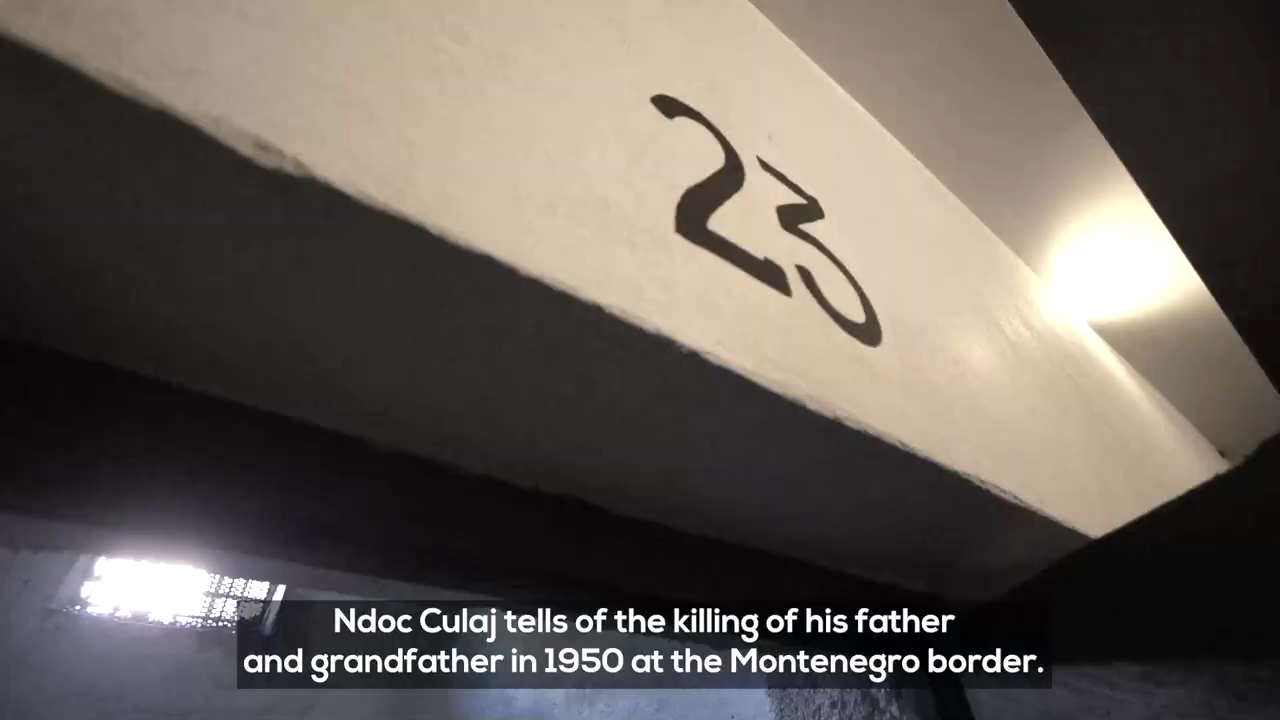 23
Ndoc Culaj tells of the killing of his father
and grandfather in 1950 at the Montenegro border.